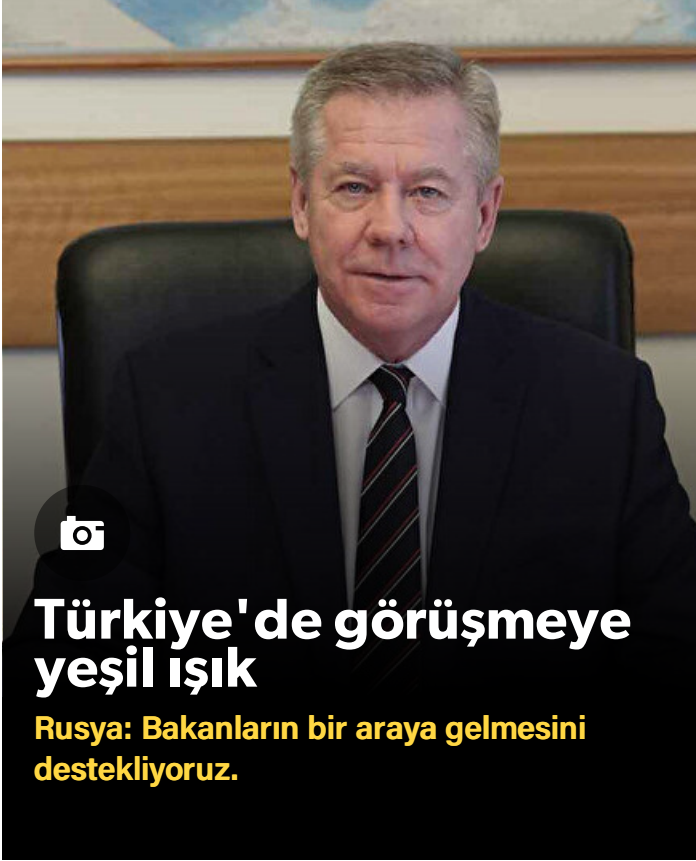 Türkiye'de görüşmeye
yeşil ışık
Rusya: Bakanların bir araya gelmesini
destekliyoruz.